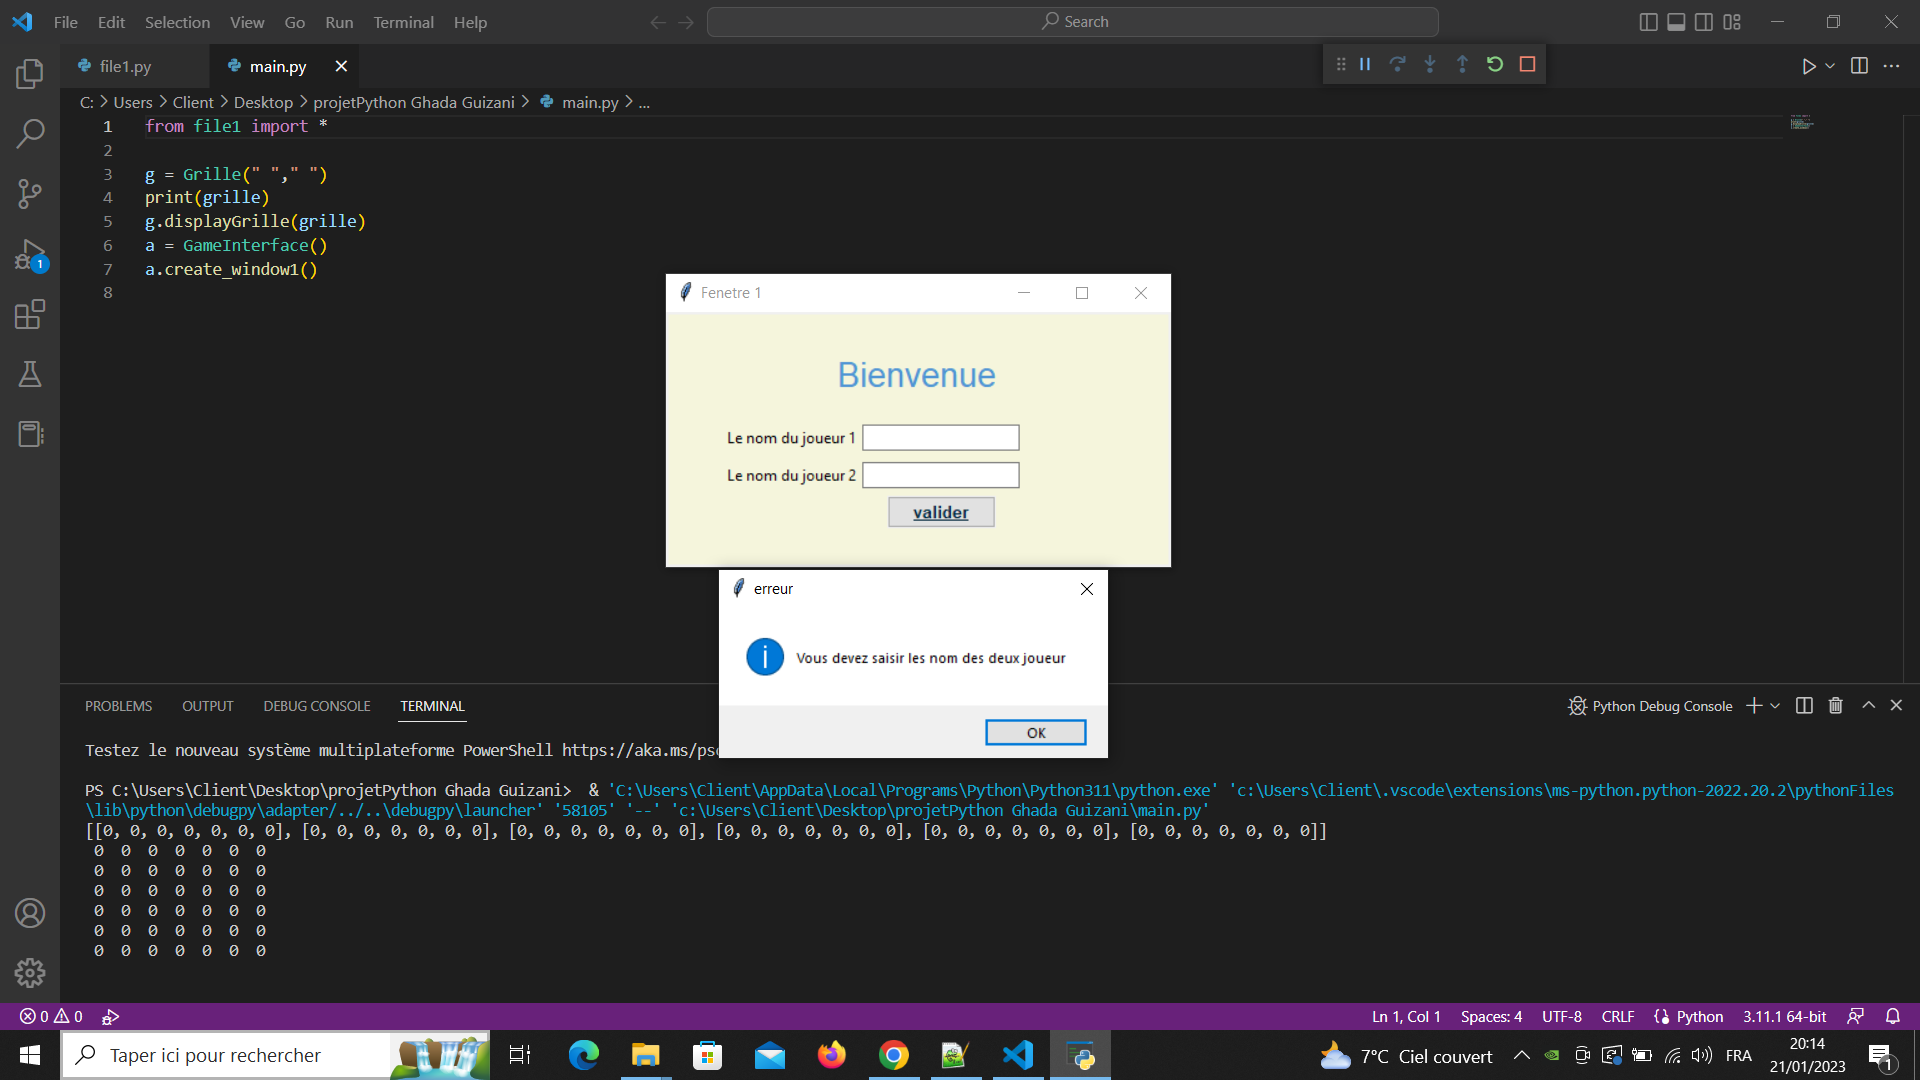 File Edit Selection View Go Run Terminal Help
Search
file1.py
main.py
C: > Users > Client > Desktop > projetPython Ghada Guizani > main.py > ...
1 from file1 import *
2
3 g = Grille(" "," ")
4 print(grille)
5 g.displayGrille(grille)
6 a = GameInterface()
7 a.create_window1()
8
1
Fenetre 1
Bienvenue
Le nom du joueur 1
Le nom du joueur 2
valider
erreur
Vous devez saisir les nom des deux joueur
OK
PROBLEMS OUTPUT DEBUG CONSOLE TERMINAL
Python Debug Console
Testez le nouveau système multiplateforme PowerShell https://aka.ms/psc
PS C:\Users\Client\Desktop\projetPython Ghada Guizani>  & 'C:\Users\Client\AppData\Local\Programs\Python\Python311\python.exe' 'c:\Users\Client\.vscode\extensions\ms-python.python-2022.20.2\pythonFiles
\lib\python\debugpy\adapter/../..\debugpy\launcher' '58105' '--' 'c:\Users\Client\Desktop\projetPython Ghada Guizani\main.py'
[[0, 0, 0, 0, 0, 0, 0], [0, 0, 0, 0, 0, 0, 0], [0, 0, 0, 0, 0, 0, 0], [0, 0, 0, 0, 0, 0, 0], [0, 0, 0, 0, 0, 0, 0], [0, 0, 0, 0, 0, 0, 0]]
0 0 0 0 0 0 0
0 0 0 0 0 0 0
0 0 0 0 0 0 0
0 0 0 0 0 0 0
0 0 0 0 0 0 0
0 0 0 0 0 0 0
0 0
Ln 1, Col 1 Spaces: 4 UTF-8 CRLF Python 3.11.1 64-bit
Taper ici pour rechercher
7°C Ciel couvert
FRA
20:14
21/01/2023
1